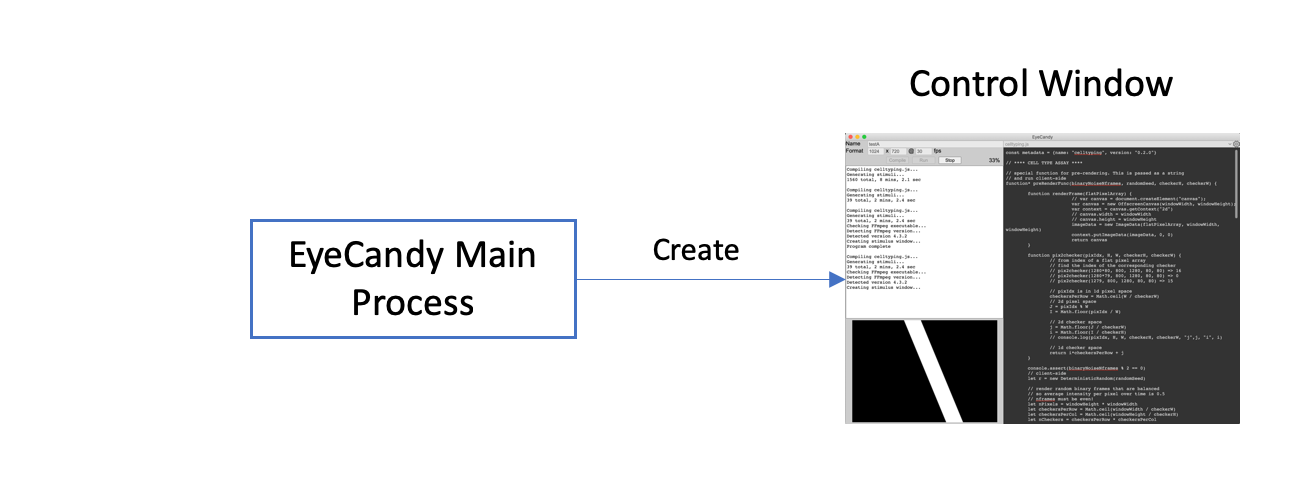 Control Window
EyeCandy Main
Process
Create
EyeCandy
Name testA
Format 1024 x 720 @ 30 fps
Compile Run Stop 33%
Compiling celltyping.js...
Generating stimuli...
1560 total, 8 mins, 2.1 sec
Compiling celltyping.js...
Generating stimuli...
39 total, 2 mins, 2.4 sec
Compiling celltyping.js...
Generating stimuli...
39 total, 2 mins, 2.4 sec
Checking FFmpeg executable...
Detecting FFmpeg version...
Detected version 4.3.2
Creating stimulus window...
Program complete
Compiling celltyping.js...
Generating stimuli...
39 total, 2 mins, 2.4 sec
Checking FFmpeg executable...
Detecting FFmpeg version...
Detected version 4.3.2
Creating stimulus window...
celltyping.js
const metadata = {name: "celltyping", version: "0.2.0"}
// **** CELL TYPE ARRAY ****
// special function for pre-rendering. This is passed as a string
// and run client-side
function* preRenderFunc(binaryNoiseNframes, randomSeed, checkerH, checkerW) {
function renderFrame(flatPixelArray) {
// var canvas = document.createElement("canvas");
var canvas = new OffscreenCanvas(windowWidth, windowHeight);
var context = canvas.getContext("2d")
// canvas.width = windowWidth
// canvas.height = windowHeight
imageData = new ImageData(flatPixelArray, windowWidth,
windowHeight)
context.putImageData(imageData, 0, 0)
return canvas
}
function pix2checker(pixIdx, H, W, checkerH, checkerW) {
// from index of a flat pixel array
// find the index of the corresponding checker
// pix2checker(1280*80, 800, 1280, 80, 80) => 16
// pix2checker(1280*79, 800, 1280, 80, 80) => 0
// pix2checker(1279, 800, 1280, 80, 80) => 15
// pixIdx is in 1d pixel space
checkersPerRow = Math.ceil(W / checkerW)
// 2d pixel space
J = pixIdx % W
I = Math.floor(pixIdx / W)
// 2d checker space
j = Math.floor(J / checkerW)
i = Math.floor(I / checkerH)
// console.log(pixIdx, H, W, checkerH, checkerW, "j",j, "i", i)
// 1d checker space
return i*checkersPerRow + j
}
console.assert(binaryNoiseNframes % 2 == 0)
// client-side
let r = new DeterministicRandom(randomSeed)
// render random binary frames that are balanced
// so average intensity per pixel over time is 0.5
// nframes must be even!
let nPixels = windowHeight * windowWidth
let checkersPerRow = Math.ceil(windowWidth / checkerW)
let checkersPerCol = Math.ceil(windowHeight / checkerH)
let nCheckers = checkersPerRow * checkersPerCol